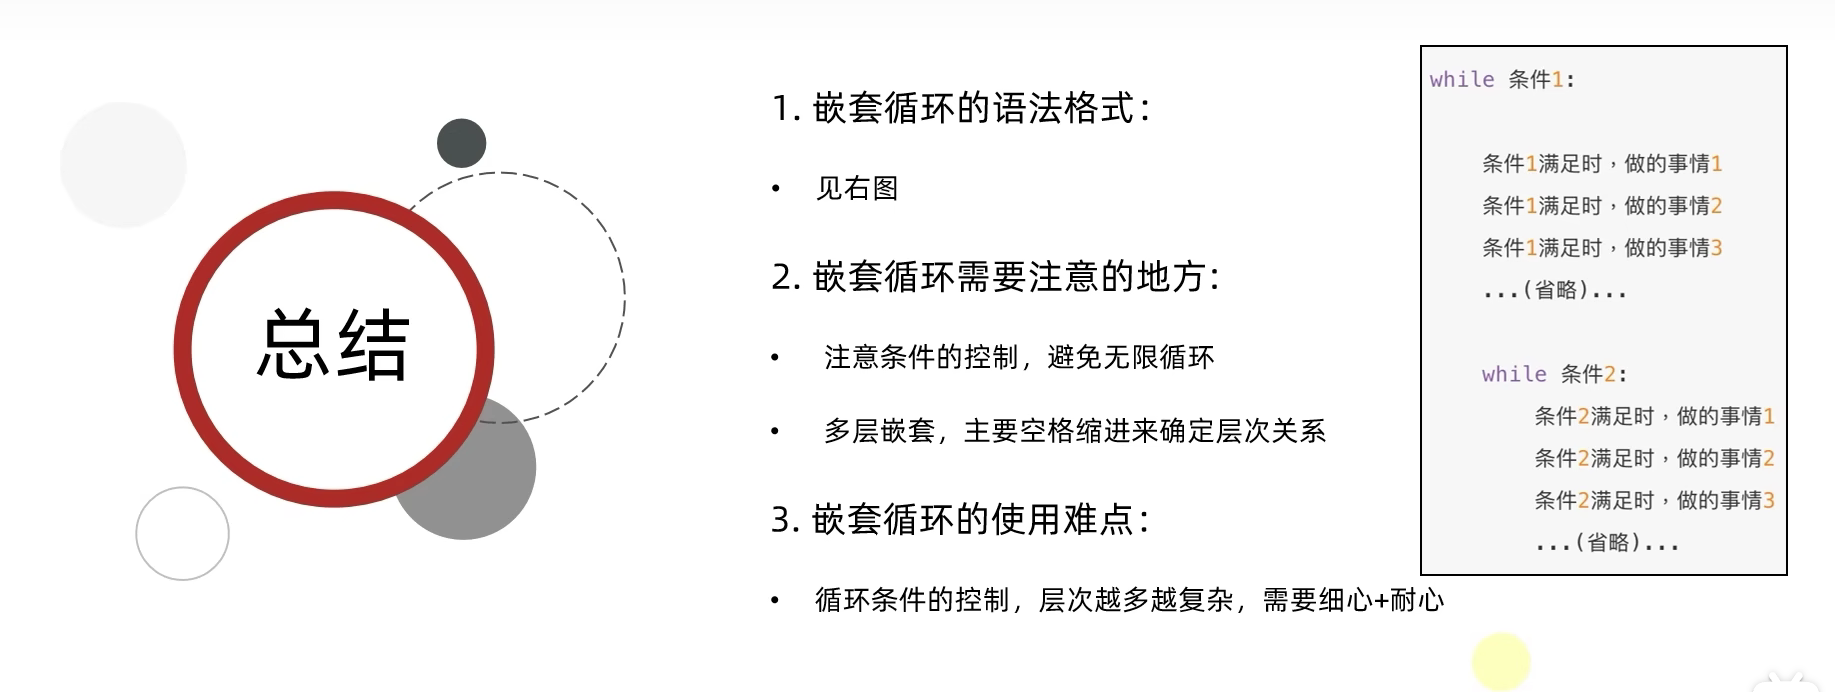 总结
1. 嵌套循环的语法格式：
• 见右图
2. 嵌套循环需要注意的地方：
• 注意条件的控制，避免无限循环
• 多层嵌套，主要空格缩进来确定层次关系
3. 嵌套循环的使用难点：
• 循环条件的控制，层次越多越复杂，需要细心+耐心
while 条件1:
条件1满足时，做的事情1
条件1满足时，做的事情2
条件1满足时，做的事情3
...(省略)...
while 条件2:
条件2满足时，做的事情1
条件2满足时，做的事情2
条件2满足时，做的事情3
...(省略)...